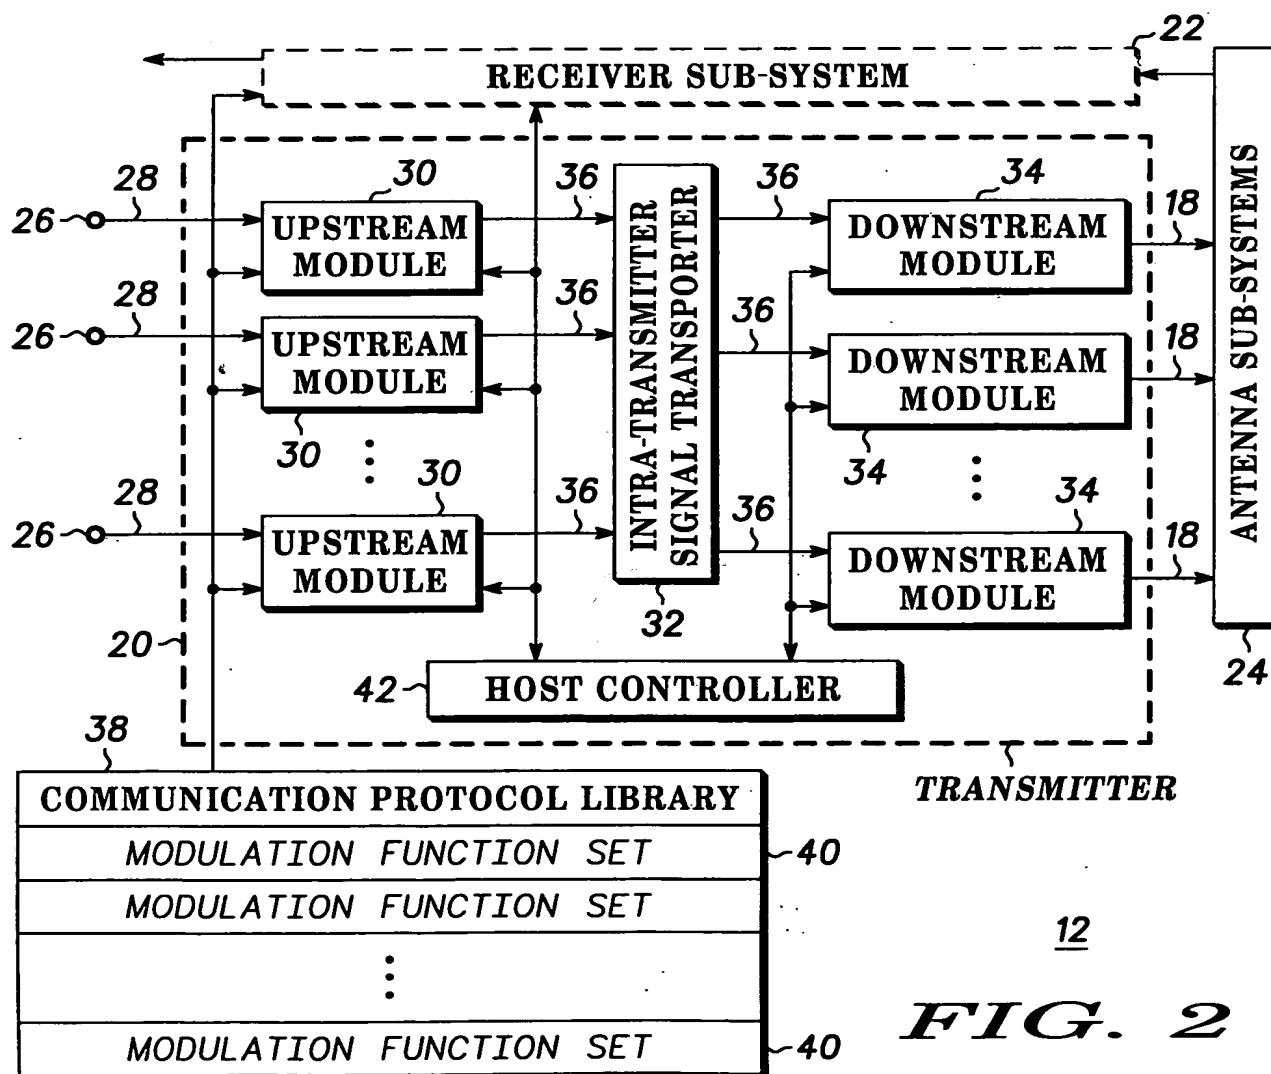 22
RECEIVER SUB-SYSTEM
28
30
36
36
34
18
26
UPSTREAM
MODULE
DOWNSTREAM
MODULE
28
36
36
18
26
UPSTREAM
MODULE
DOWNSTREAM
MODULE
30
34
INTRA-TRANSMITTER
SIGNAL TRANSPORTER
ANTENNA SUB-SYSTEMS
28
30
36
36
34
18
26
UPSTREAM
MODULE
DOWNSTREAM
MODULE
32
20
24
42
HOST CONTROLLER
38
TRANSMITTER
COMMUNICATION PROTOCOL LIBRARY
MODULATION FUNCTION SET
40
MODULATION FUNCTION SET
MODULATION FUNCTION SET
40
12
FIG. 2